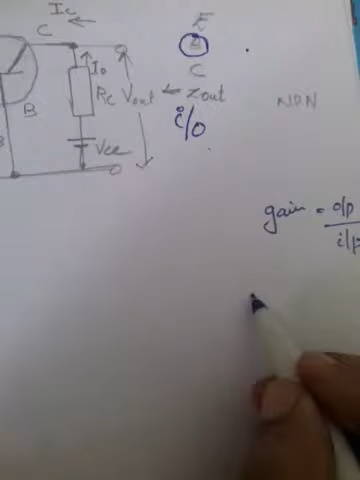 Ic
E
C
B
C
Io
Rc Vout ← Zout
i/o
NPN
B
Vcc
gain = o/p
i/p